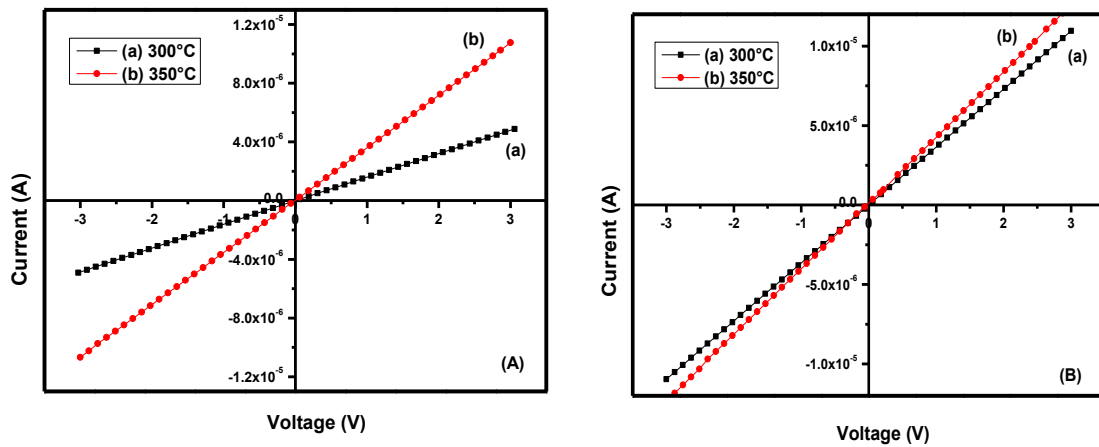 1.2x10⁻⁵
(a) 300°C
(b) 350°C
(b)
8.0x10⁻⁶
4.0x10⁻⁶
(a)
0.0
-3 -2 -1 0 1 2 3
-4.0x10⁻⁶
-8.0x10⁻⁶
-1.2x10⁻⁵
(A)
Current (A)
Voltage (V)
(a) 300°C
(b) 350°C
1.0x10⁻⁵
(b)
(a)
5.0x10⁻⁶
0.0
-3 -2 -1 0 1 2 3
-5.0x10⁻⁶
-1.0x10⁻⁵
(B)
Current (A)
Voltage (V)